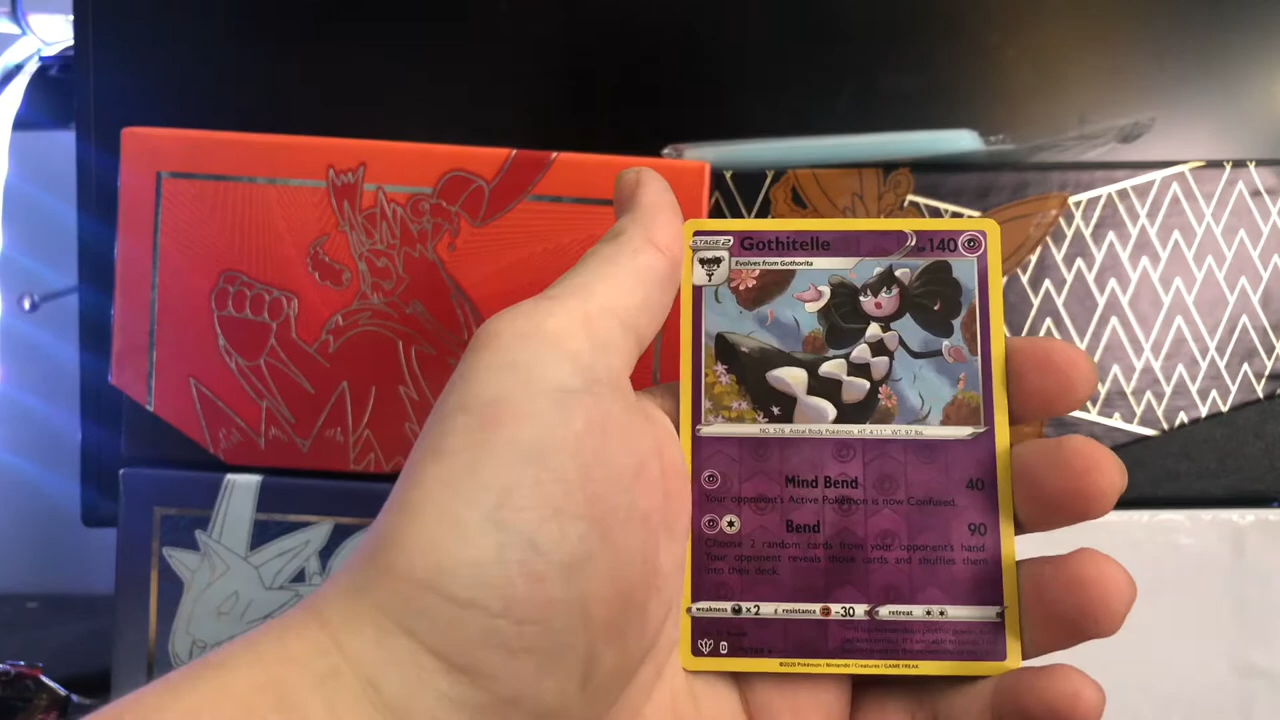 STAGE 2 Gothitelle HP 140
Evolves from Gothorita
NO. 576 Astral Body Pokémon HT: 4'11" WT: 97 lbs
Mind Bend 40
Your opponent's Active Pokémon is now Confused.
Bend 90
Choose 2 random cards from your opponent's hand.
Your opponent reveals those cards and shuffles them
into their deck.
weakness ×2 resistance -30 retreat
D
©2020 Pokémon / Nintendo / Creatures / GAME FREAK